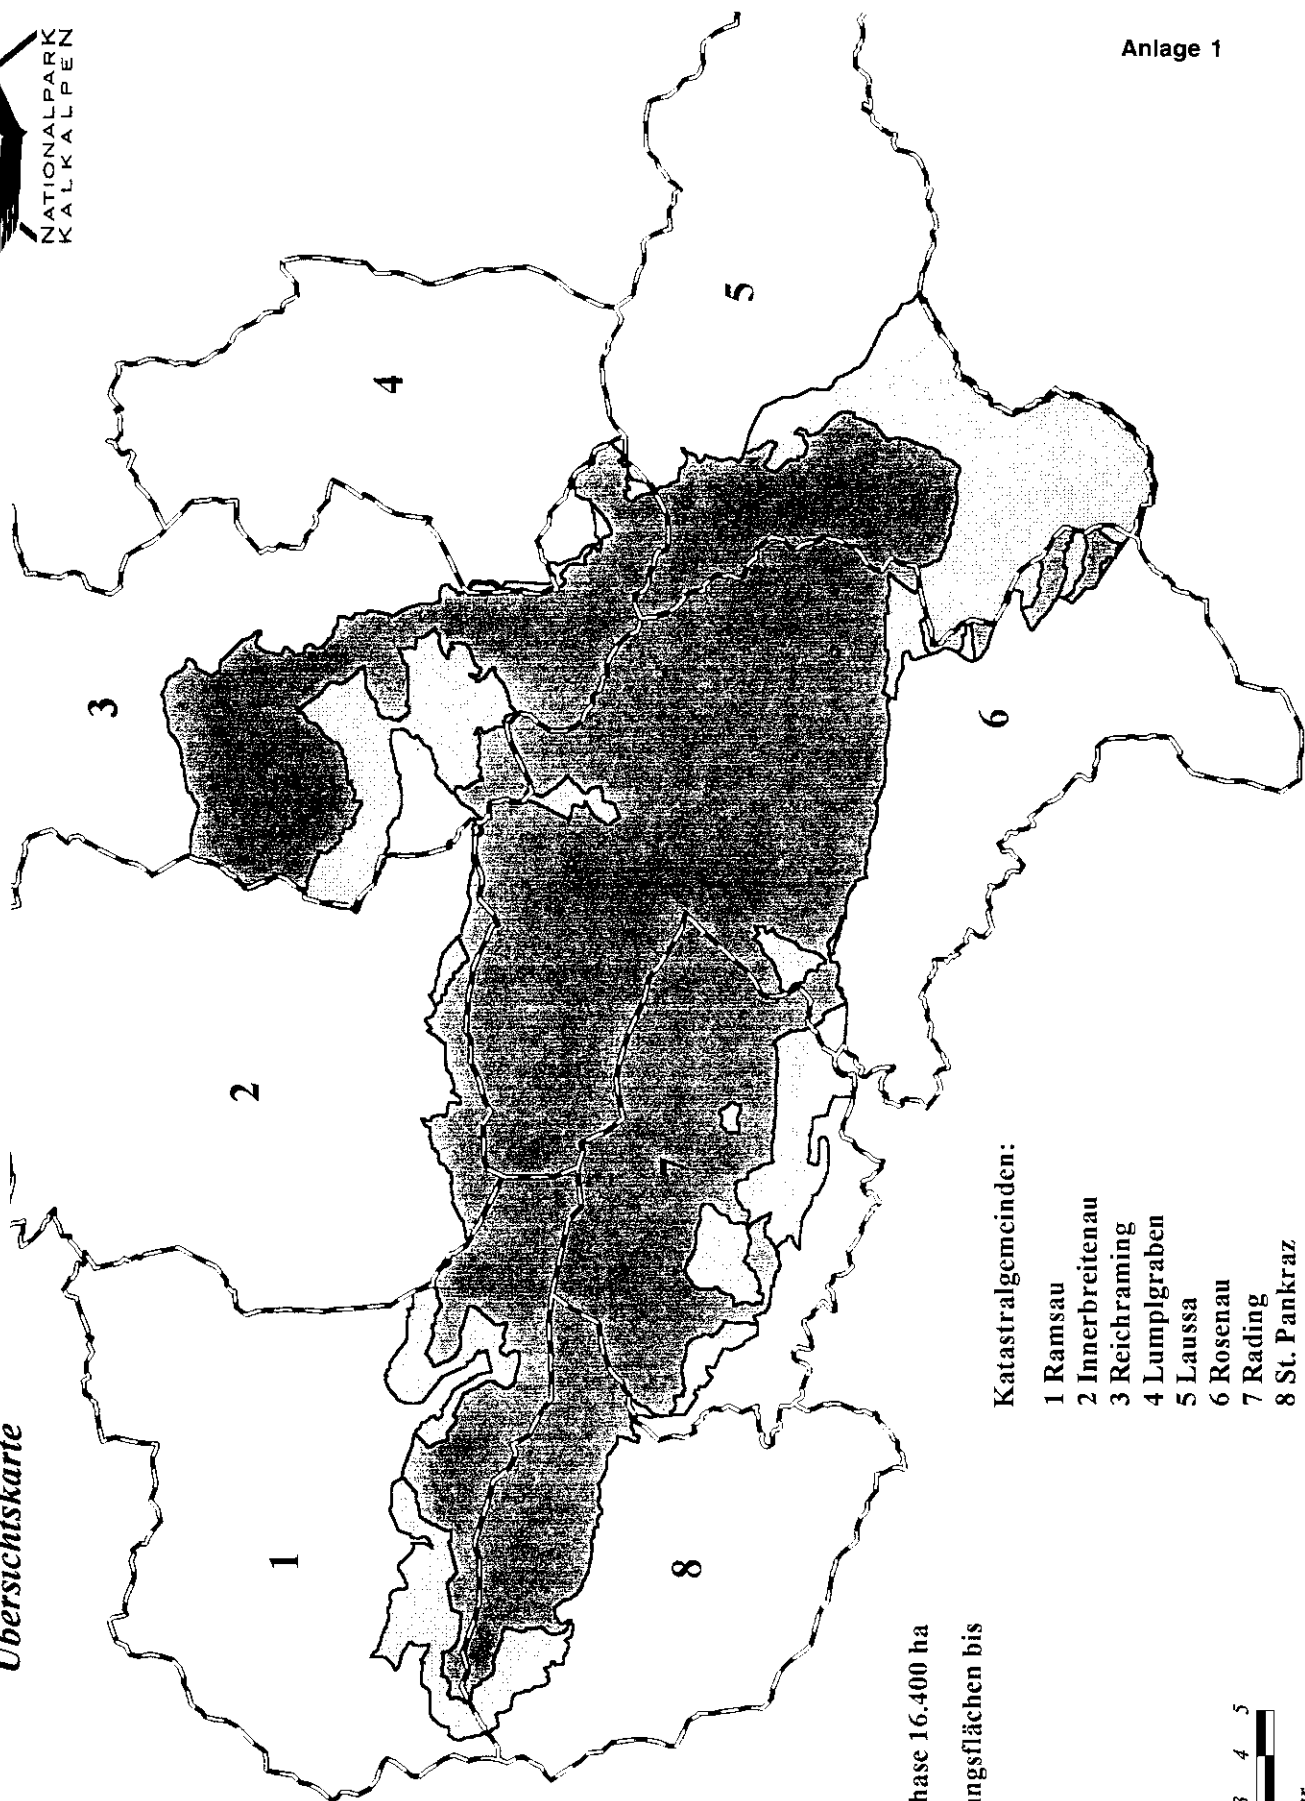 Anlage 1
NATIONALPARK
KALKALPEN
Übersichtskarte
1
2
3
4
5
6
7
8
Katastralgemeinden:
1 Ramsau
2 Innerbreitenau
3 Reichraming
4 Lumplgraben
5 Laussa
6 Rosenau
7 Rading
8 St. Pankraz
hase 16.400 ha
ngsflächen bis
3 4 5